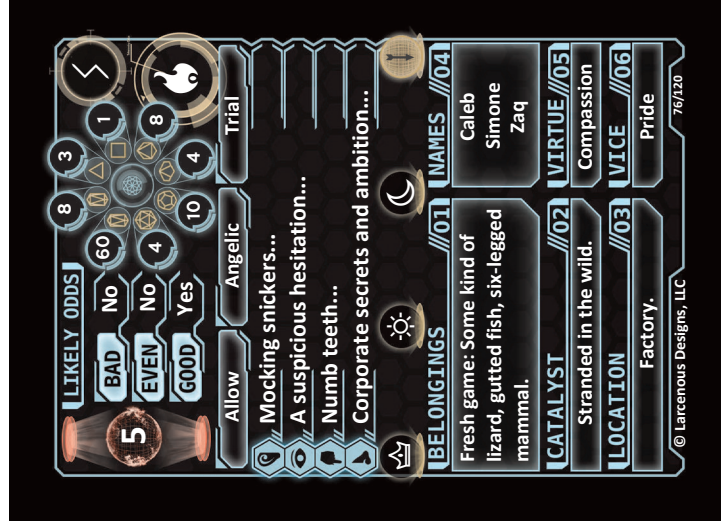 LIKELY ODDS
5
BAD No
EVEN No
GOOD Yes
8
3
60
1
4
8
10
4
Allow
Angelic
Trial
Mocking snickers...
A suspicious hesitation...
Numb teeth...
Corporate secrets and ambition...
BELONGINGS //01
Fresh game: Some kind of
lizard, gutted fish, six-legged
mammal.
NAMES //04
Caleb
Simone
Zaq
CATALYST //02
Stranded in the wild.
VIRTUE //05
Compassion
LOCATION //03
Factory.
VICE //06
Pride
© Larcenous Designs, LLC
76/120